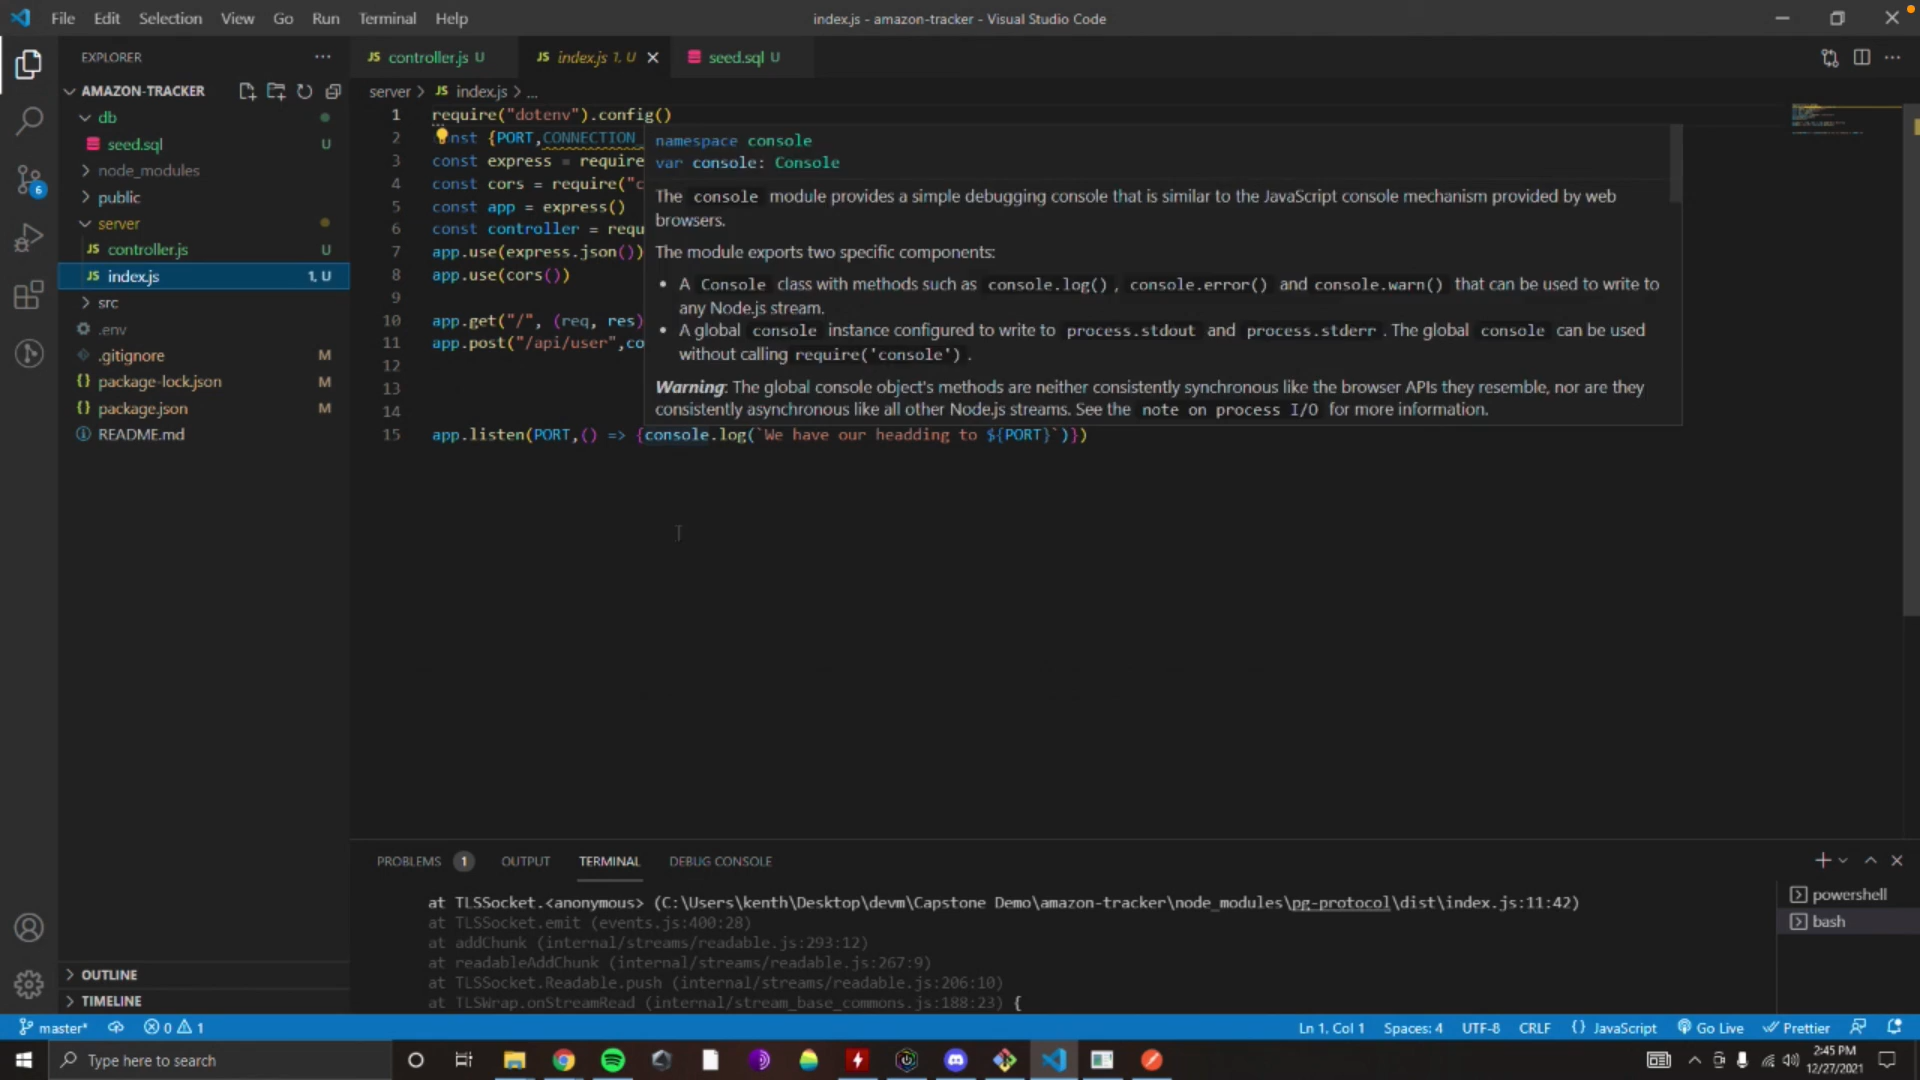 File Edit Selection View Go Run Terminal Help
index.js - amazon-tracker - Visual Studio Code
EXPLORER
controller.js U
index.js 1, U
seed.sql U
AMAZON-TRACKER
server > JS index.js > ...
db
seed.sql U
node_modules
public
server
controller.js U
index.js 1, U
src
.env
.gitignore M
package-lock.json M
package.json M
README.md
OUTLINE
TIMELINE
6
1 require("dotenv").config()
2 nst {PORT,CONNECTION_
3 const express = require
4 const cors = require("c
5 const app = express()
6 const controller = requ
7 app.use(express.json())
8 app.use(cors())
9
10 app.get("/", (req, res)
11 app.post("/api/user",co
12
13
14
15 app.listen(PORT,() => {console.log(`We have our headding to ${PORT}`)})
namespace console
var console: Console
The console module provides a simple debugging console that is similar to the JavaScript console mechanism provided by web
browsers.
The module exports two specific components:
• A Console class with methods such as console.log(), console.error() and console.warn() that can be used to write to
any Node.js stream.
• A global console instance configured to write to process.stdout and process.stderr. The global console can be used
without calling require('console').
Warning: The global console object's methods are neither consistently synchronous like the browser APIs they resemble, nor are they
consistently asynchronous like all other Node.js streams. See the note on process I/O for more information.
PROBLEMS 1 OUTPUT TERMINAL DEBUG CONSOLE
at TLSSocket.<anonymous> (C:\Users\kenth\Desktop\devm\Capstone Demo\amazon-tracker\node_modules\pg-protocol\dist\index.js:11:42)
at TLSSocket.emit (events.js:400:28)
at addChunk (internal/streams/readable.js:293:12)
at readableAddChunk (internal/streams/readable.js:267:9)
at TLSSocket.Readable.push (internal/streams/readable.js:206:10)
at TLSWrap.onStreamRead (internal/stream_base_commons.js:188:23) {
powershell
bash
master* 0 1
Ln 1, Col 1 Spaces: 4 UTF-8 CRLF {} JavaScript Go Live Prettier
Type here to search
2:45 PM
12/27/2021